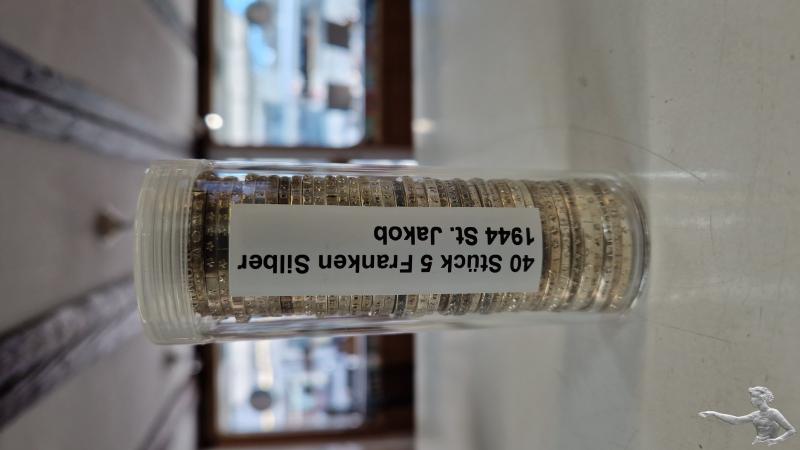 40 Stück 5 Franken Silber
1944 St. Jakob